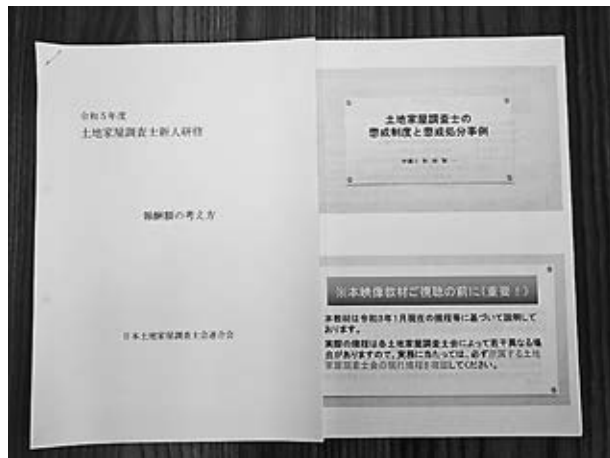 令和5年度
土地家屋調査士新人研修
報酬額の考え方
日本土地家屋調査士会連合会
土地家屋調査士の
懲戒制度と懲戒処分事例
※本映像教材ご視聴の前に(重要!)
本教材は令和3年1月現在の規程等に基づいて説明して
おります。
実際の規程は各土地家屋調査士会によって若干異なる場
合がありますので、実務に当たっては、必ず所属する土地
家屋調査士会の現行規程を確認してください。